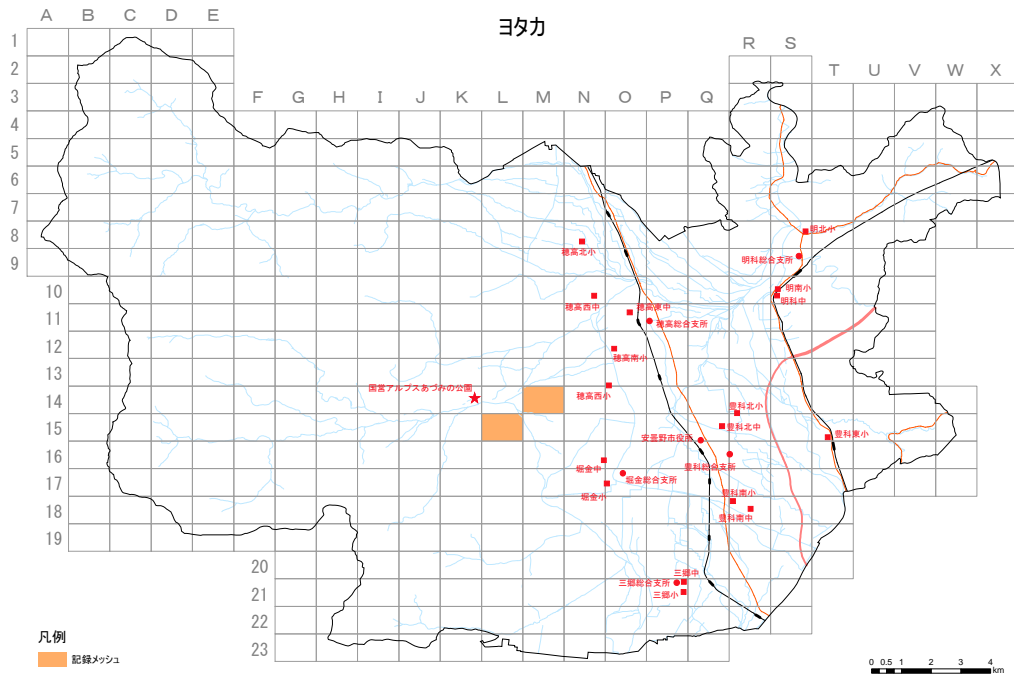 ヨタカ
A B C D E
R S
T U V W X
F G H I J K L M N O P Q
1
2
3
4
5
6
7
8
9
10
11
12
13
14
15
16
17
18
19
20
21
22
23
明北小
穂高北小
明科総合支所
明南小
明科中
穂高西中
穂高東中
穂高総合支所
穂高南小
国営アルプスあづみの公園
穂高西小
豊科北小
豊科北中
安曇野市役所
豊科東小
豊科総合支所
堀金中
堀金総合支所
堀金小
豊科南小
豊科南中
三郷中
三郷総合支所
三郷小
凡例
記録メッシュ
0 0.5 1 2 3 4
km